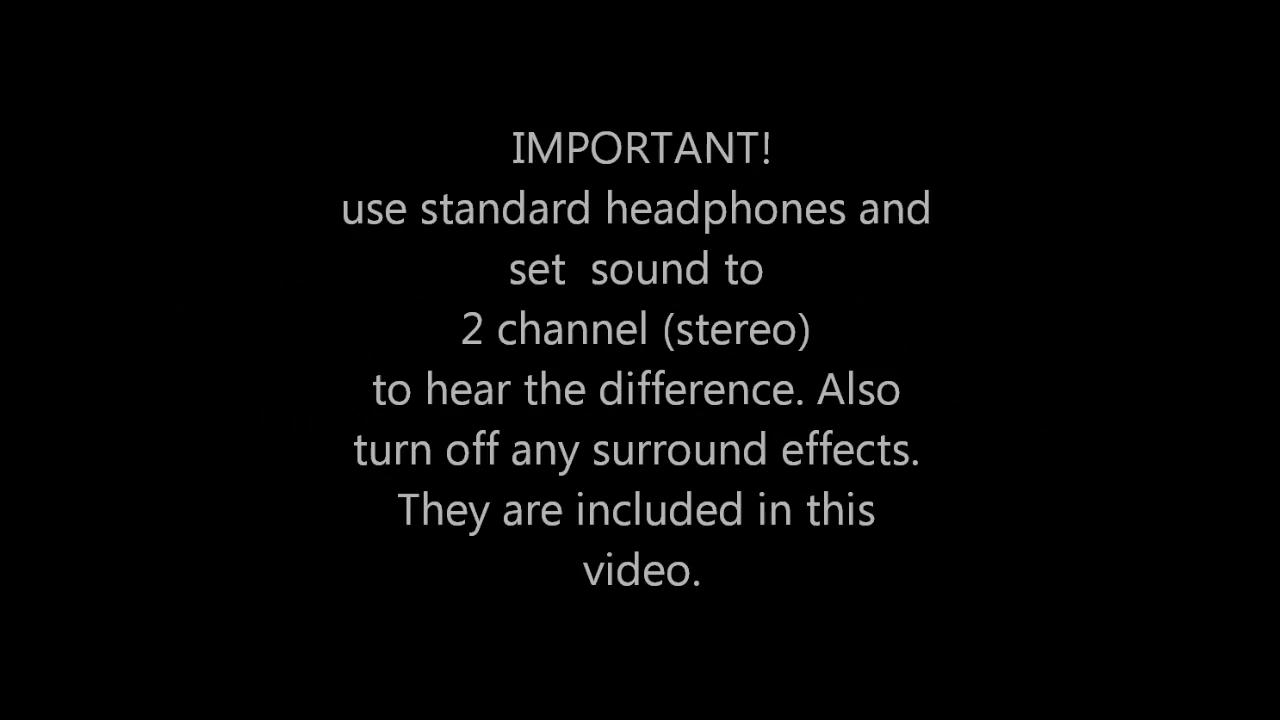 IMPORTANT!
use standard headphones and
set  sound to
2 channel (stereo)
to hear the difference. Also
turn off any surround effects.
They are included in this
video.